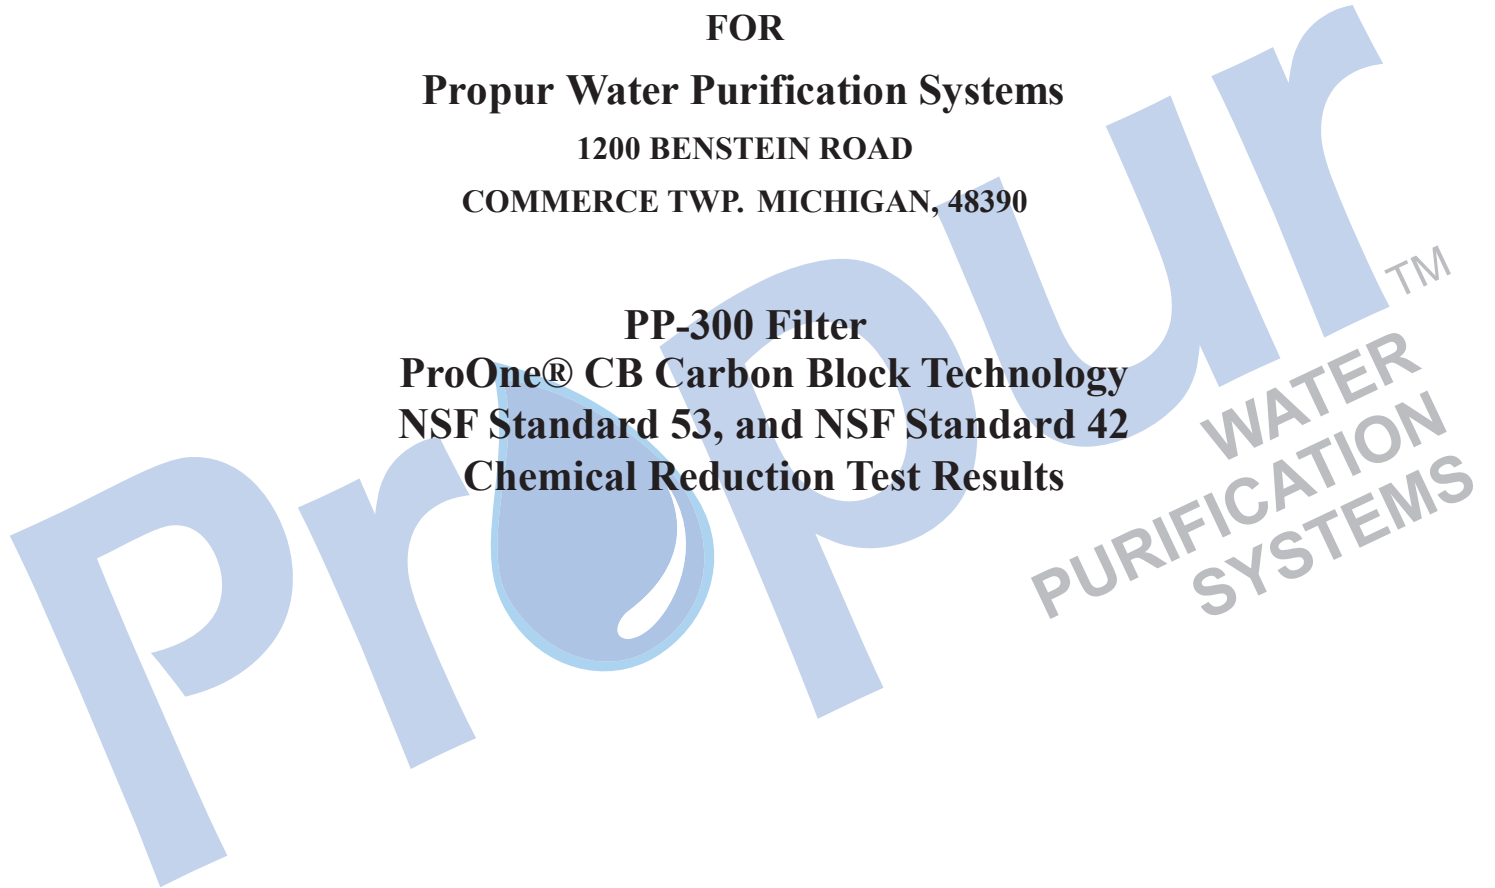 FOR
Propur Water Purification Systems
1200 BENSTEIN ROAD
COMMERCE TWP. MICHIGAN, 48390
PP-300 Filter
ProOne® CB Carbon Block Technology
NSF Standard 53, and NSF Standard 42
Chemical Reduction Test Results
Propur TM
WATER
PURIFICATION
SYSTEMS